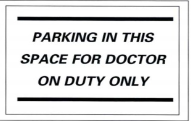 PARKING IN THIS
SPACE FOR DOCTOR
ON DUTY ONLY